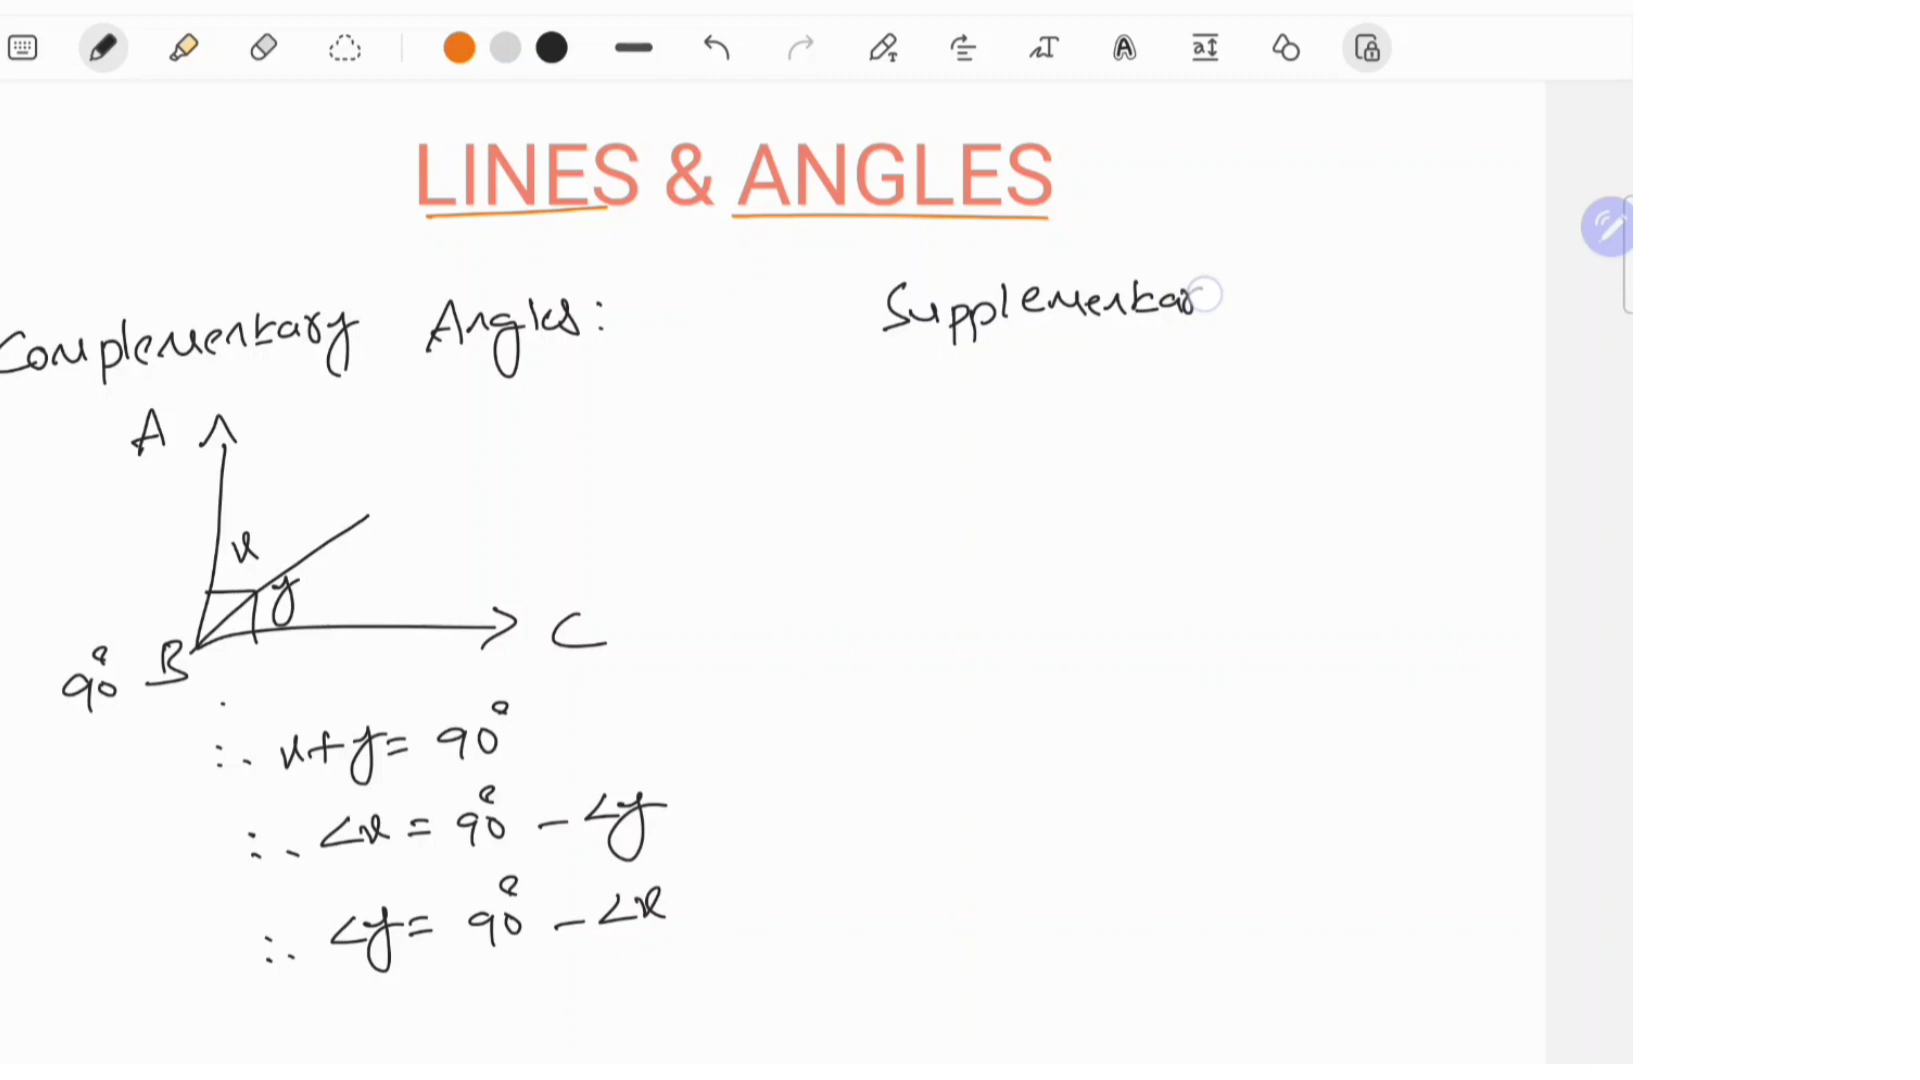 LINES & ANGLES
Complementary Angles:
Supplementar
A
x
y
C
B
90°
∴ x+y= 90°
∴ ∠x = 90° - ∠y
∴ ∠y= 90° - ∠x